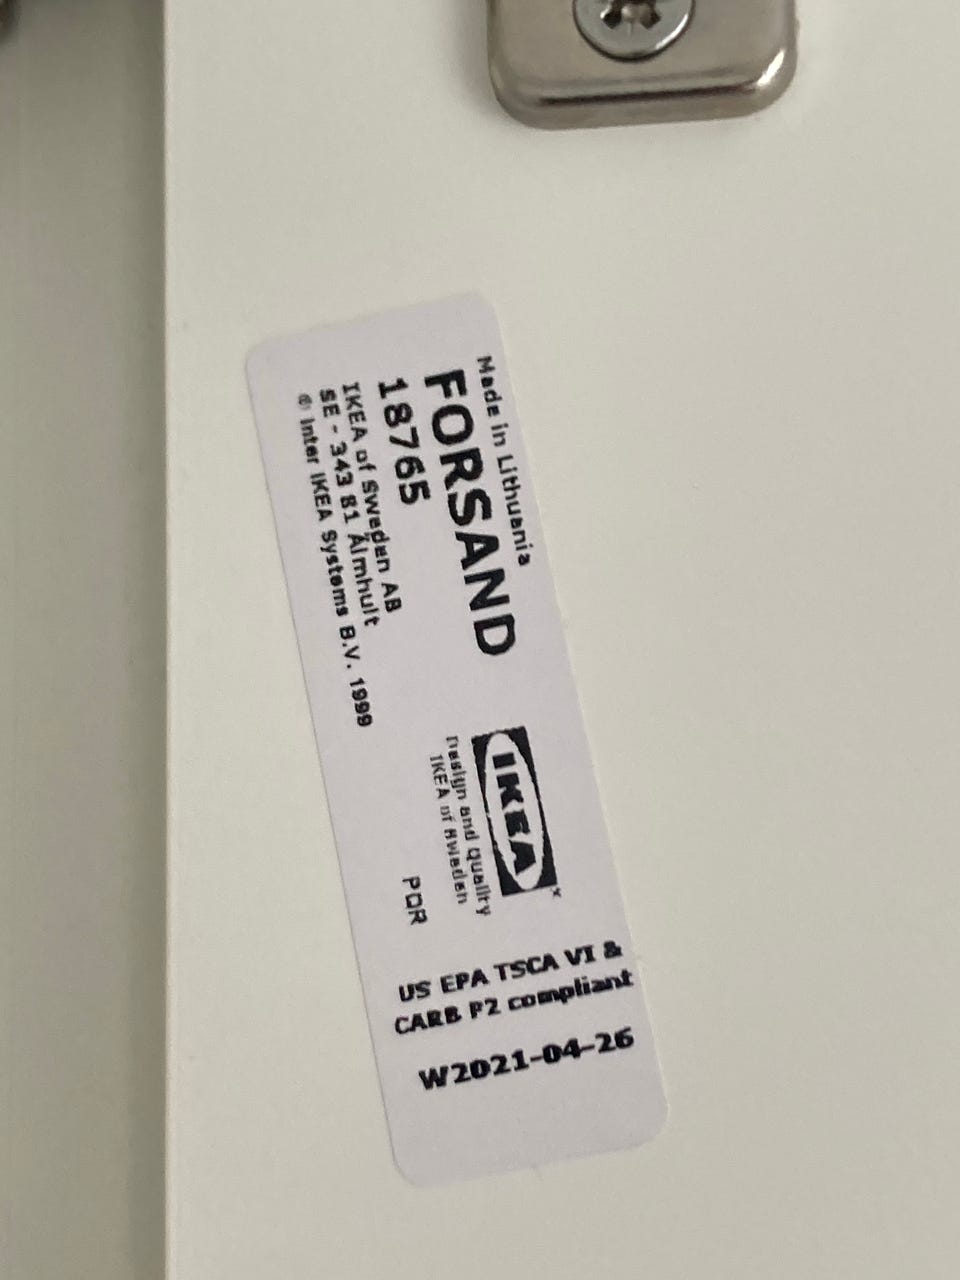 Made in Lithuania
FORSAND
18765
IKEA of Sweden AB
SE - 343 81 Älmhult
© Inter IKEA Systems B.V. 1999
IKEA
Design and Quality
IKEA of Sweden
PDR
US EPA TSCA VI &
CARB P2 compliant
W2021-04-26